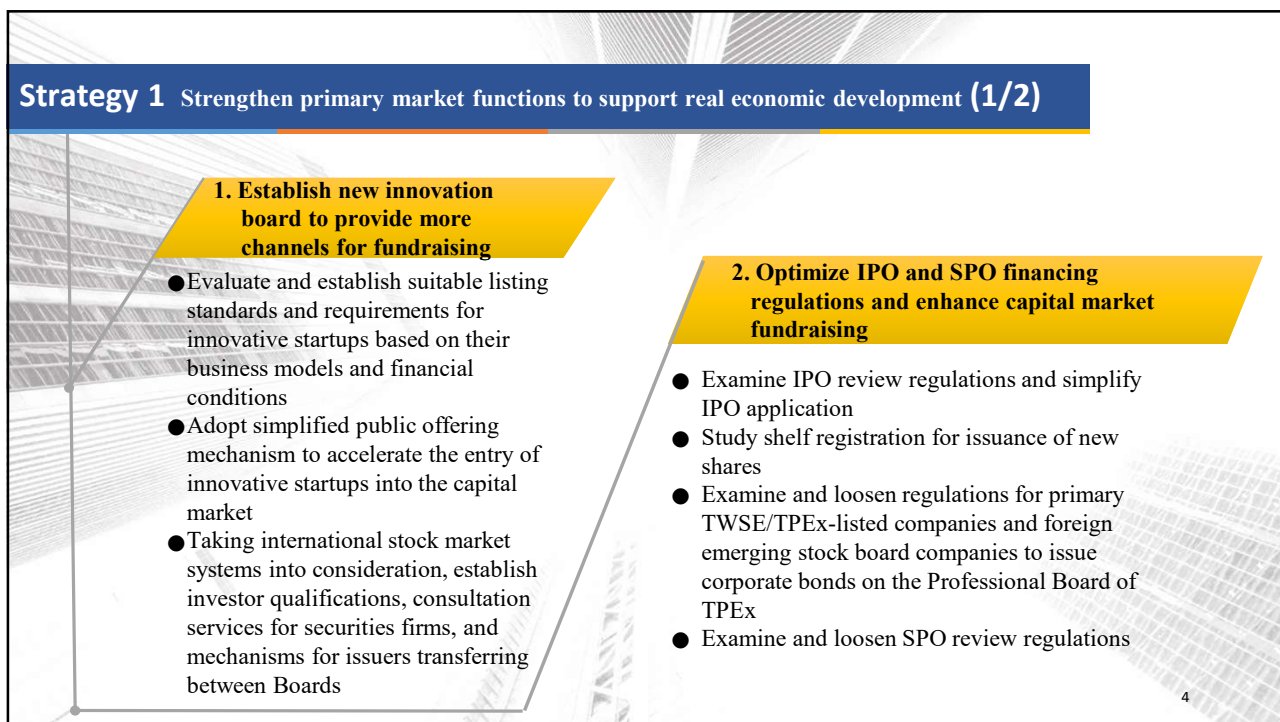 Strategy 1 Strengthen primary market functions to support real economic development (1/2)
1. Establish new innovation
board to provide more
channels for fundraising
●Evaluate and establish suitable listing
standards and requirements for
innovative startups based on their
business models and financial
conditions
●Adopt simplified public offering
mechanism to accelerate the entry of
innovative startups into the capital
market
●Taking international stock market
systems into consideration, establish
investor qualifications, consultation
services for securities firms, and
mechanisms for issuers transferring
between Boards
2. Optimize IPO and SPO financing
regulations and enhance capital market
fundraising
● Examine IPO review regulations and simplify
IPO application
● Study shelf registration for issuance of new
shares
● Examine and loosen regulations for primary
TWSE/TPEx-listed companies and foreign
emerging stock board companies to issue
corporate bonds on the Professional Board of
TPEx
● Examine and loosen SPO review regulations
4